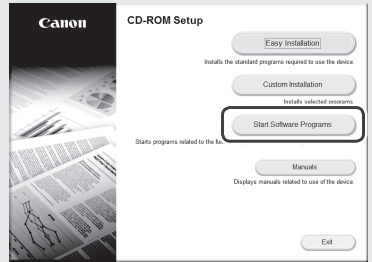 Canon
CD-ROM Setup
Easy Installation
Installs the standard programs required to use the device.
Custom Installation
Installs selected programs
Start Software Programs
Starts programs related to the
Manuals
Displays manuals related to use of the device.
Exit